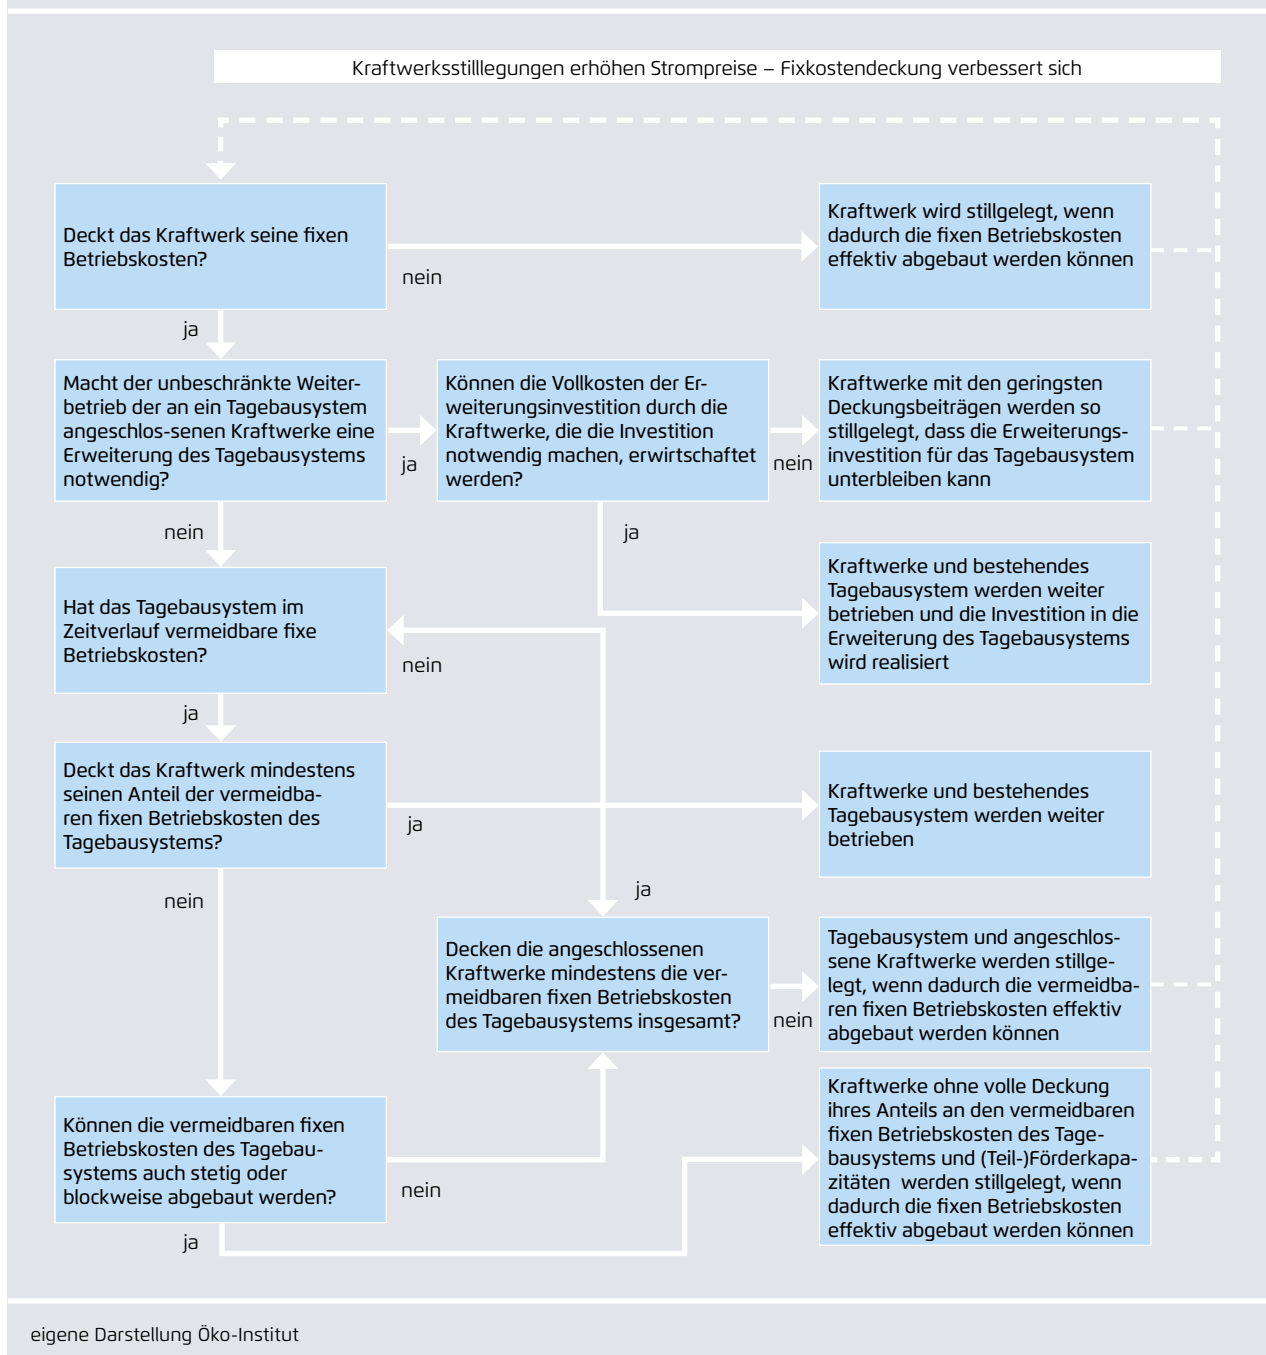 Kraftwerksstilllegungen erhöhen Strompreise – Fixkostendeckung verbessert sich
Deckt das Kraftwerk seine fixen
Betriebskosten?
nein
Kraftwerk wird stillgelegt, wenn
dadurch die fixen Betriebskosten
effektiv abgebaut werden können
ja
Macht der unbeschränkte Weiter-
betrieb der an ein Tagebausystem
angeschlos-senen Kraftwerke eine
Erweiterung des Tagebausystems
notwendig?
ja
Können die Vollkosten der Er-
weiterungsinvestition durch die
Kraftwerke, die die Investition
notwendig machen, erwirtschaftet
werden?
nein
Kraftwerke mit den geringsten
Deckungsbeiträgen werden so
stillgelegt, dass die Erweiterungs-
investition für das Tagebausystem
unterbleiben kann
nein
ja
Kraftwerke und bestehendes
Tagebausystem werden weiter
betrieben und die Investition in die
Erweiterung des Tagebausystems
wird realisiert
Hat das Tagebausystem im
Zeitverlauf vermeidbare fixe
Betriebskosten?
nein
ja
Deckt das Kraftwerk mindestens
seinen Anteil der vermeidba-
ren fixen Betriebskosten des
Tagebausystems?
ja
Kraftwerke und bestehendes
Tagebausystem werden weiter
betrieben
nein
ja
Decken die angeschlossenen
Kraftwerke mindestens die ver-
meidbaren fixen Betriebskosten
des Tagebausystems insgesamt?
nein
Tagebausystem und angeschlos-
sene Kraftwerke werden stillge-
legt, wenn dadurch die vermeidba-
ren fixen Betriebskosten effektiv
abgebaut werden können
Können die vermeidbaren fixen
Betriebskosten des Tagebau-
systems auch stetig oder
blockweise abgebaut werden?
nein
ja
Kraftwerke ohne volle Deckung
ihres Anteils an den vermeidbaren
fixen Betriebskosten des Tage-
bausystems und (Teil-)Förderkapa-
zitäten werden stillgelegt, wenn
dadurch die fixen Betriebskosten
effektiv abgebaut werden können
eigene Darstellung Öko-Institut